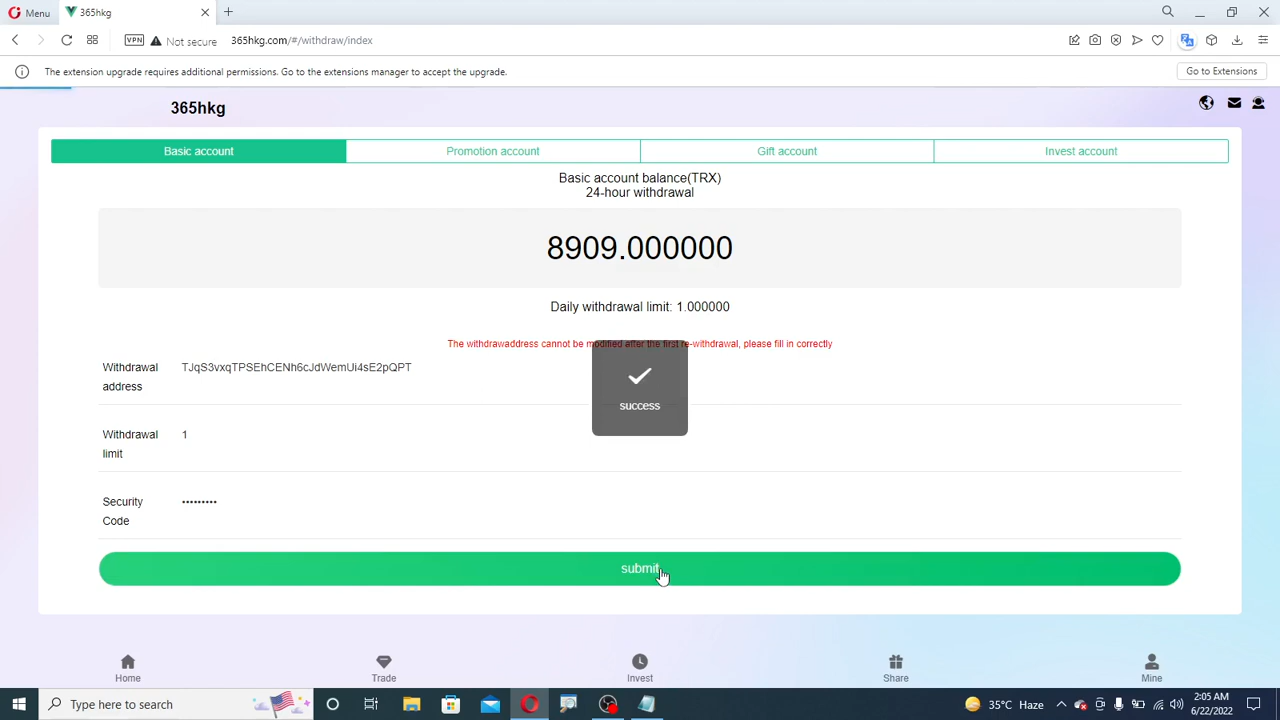 Menu
365hkg
VPN
Not secure
365hkg.com/#/withdraw/index
The extension upgrade requires additional permissions. Go to the extensions manager to accept the upgrade.
Go to Extensions
365hkg
Basic account
Promotion account
Gift account
Invest account
Basic account balance(TRX)
24-hour withdrawal
8909.000000
Daily withdrawal limit: 1.000000
The withdrawaddress cannot be modified after the first re-withdrawal, please fill in correctly
Withdrawal
address
TJqS3vxqTPSEhCENh6cJdWemUi4sE2pQPT
success
Withdrawal
limit
1
Security
Code
•••••••••
submit
Home
Trade
Invest
Share
Mine
Type here to search
35°C Haze
2:05 AM
6/22/2022